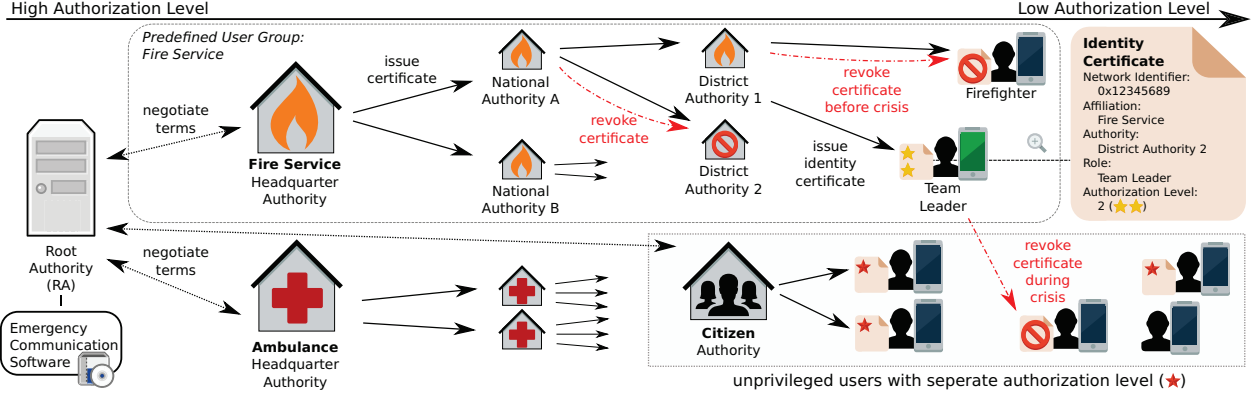 High Authorization Level
Low Authorization Level
Predefined User Group:
Fire Service
negotiate
terms
Fire Service
Headquarter
Authority
issue
certificate
National
Authority A
National
Authority B
revoke
certificate
District
Authority 1
District
Authority 2
revoke
certificate
before crisis
issue
identity
certificate
Firefighter
Team
Leader
Identity
Certificate
Network Identifier:
0x12345689
Affiliation:
Fire Service
Authority:
District Authority 2
Role:
Team Leader
Authorization Level:
2 (★★)
Root
Authority
(RA)
Emergency
Communication
Software
negotiate
terms
Ambulance
Headquarter
Authority
Citizen
Authority
revoke
certificate
during
crisis
unprivileged users with seperate authorization level (★)